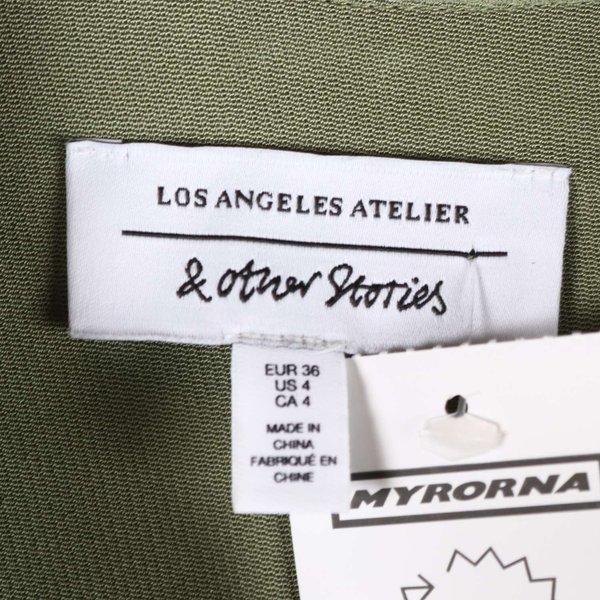 LOS ANGELES ATELIER
& other Stories
EUR 36
US 4
CA 4
MADE IN
CHINA
FABRIQUÉ EN
CHINE
MYRORNA